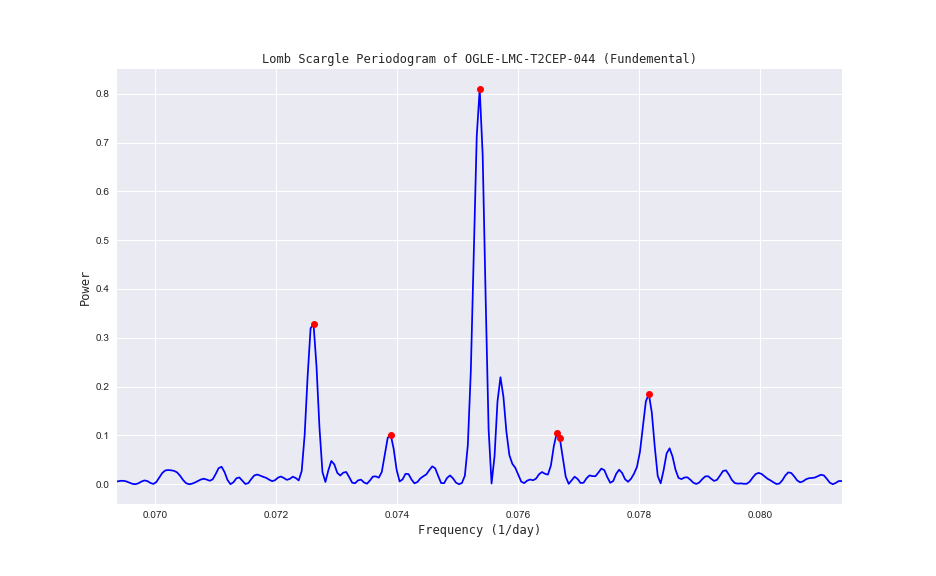 Lomb Scargle Periodogram of OGLE-LMC-T2CEP-044 (Fundemental)
0.8
0.7
0.6
0.5
0.4
0.3
0.2
0.1
0.0
Power
0.070 0.072 0.074 0.076 0.078 0.080
Frequency (1/day)